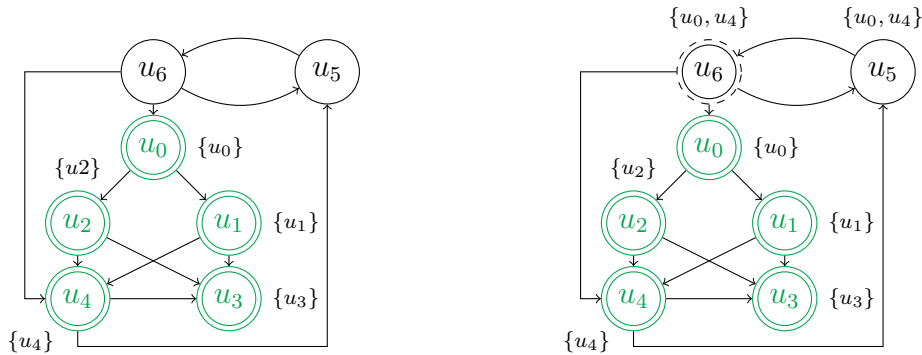 {u₀, u₄} {u₀, u₄}
u₆ u₅ u₆ u₅
u₀ {u₀} u₀ {u₀}
{u2} {u₂}
u₂ u₁ {u₁} u₂ u₁ {u₁}
u₄ u₃ {u₃} u₄ u₃ {u₃}
{u₄} {u₄}